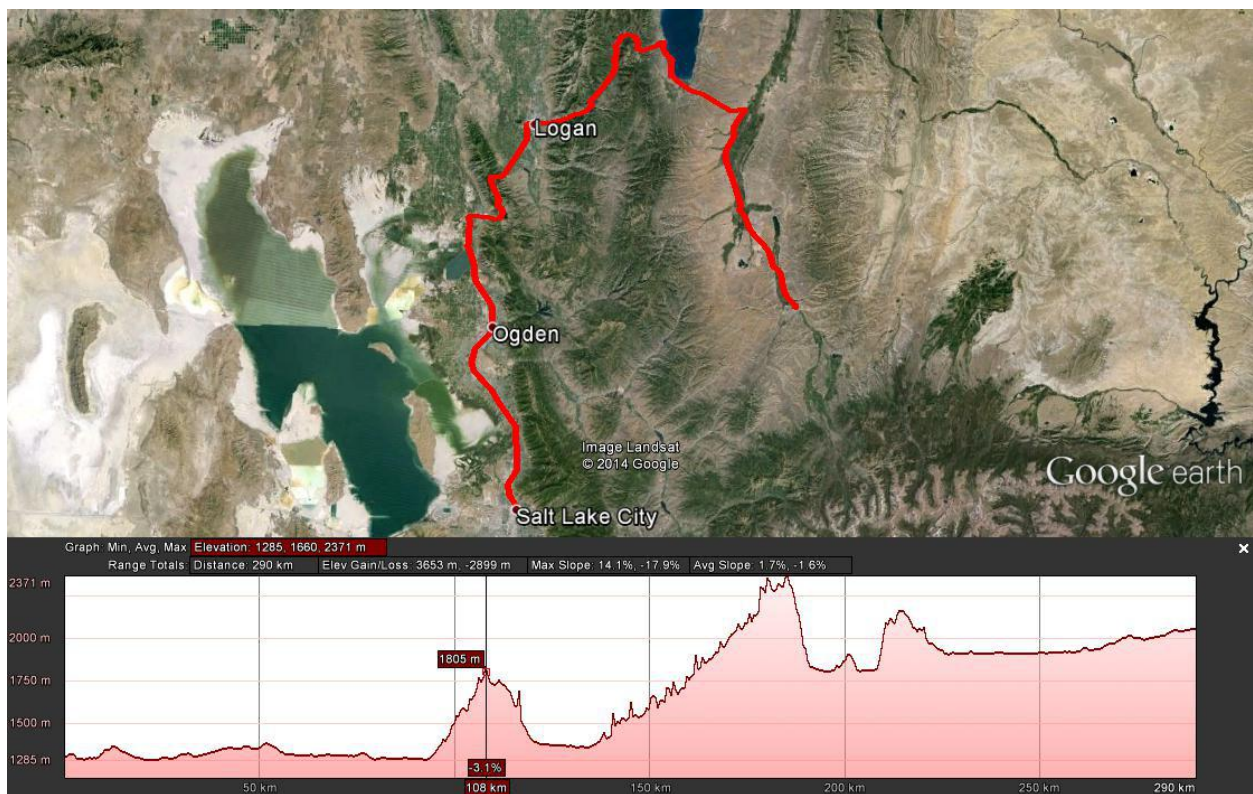 Logan
Ogden
Image Landsat
© 2014 Google
Google earth
Salt Lake City
Graph: Min, Avg, Max Elevation: 1285, 1660, 2371 m
Range Totals: Distance: 290 km Elev Gain/Loss: 3653 m, -2899 m Max Slope: 14.1%, -17.9% Avg Slope: 1.7%, -1.6%
2371 m
2000 m
1805 m
1750 m
1500 m
1285 m
-3.1%
50 km 108 km 150 km 200 km 250 km 290 km